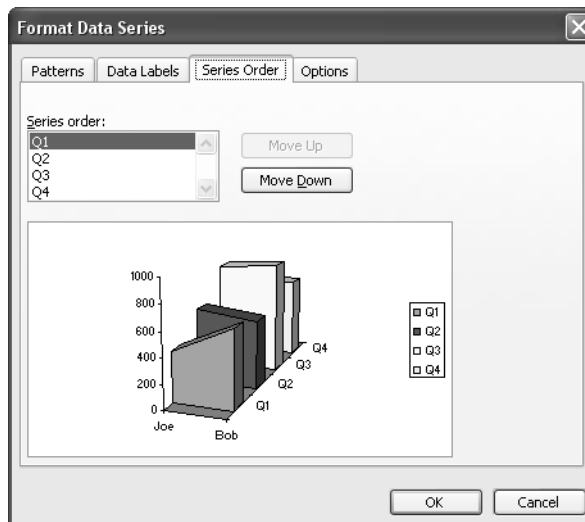 Format Data Series
Patterns Data Labels Series Order Options
Series order:
Q1
Q2
Q3
Q4
Move Up
Move Down
1000
800
600
400
200
0
Joe
Bob
Q1
Q2
Q3
Q4
Q1
Q2
Q3
Q4
OK Cancel